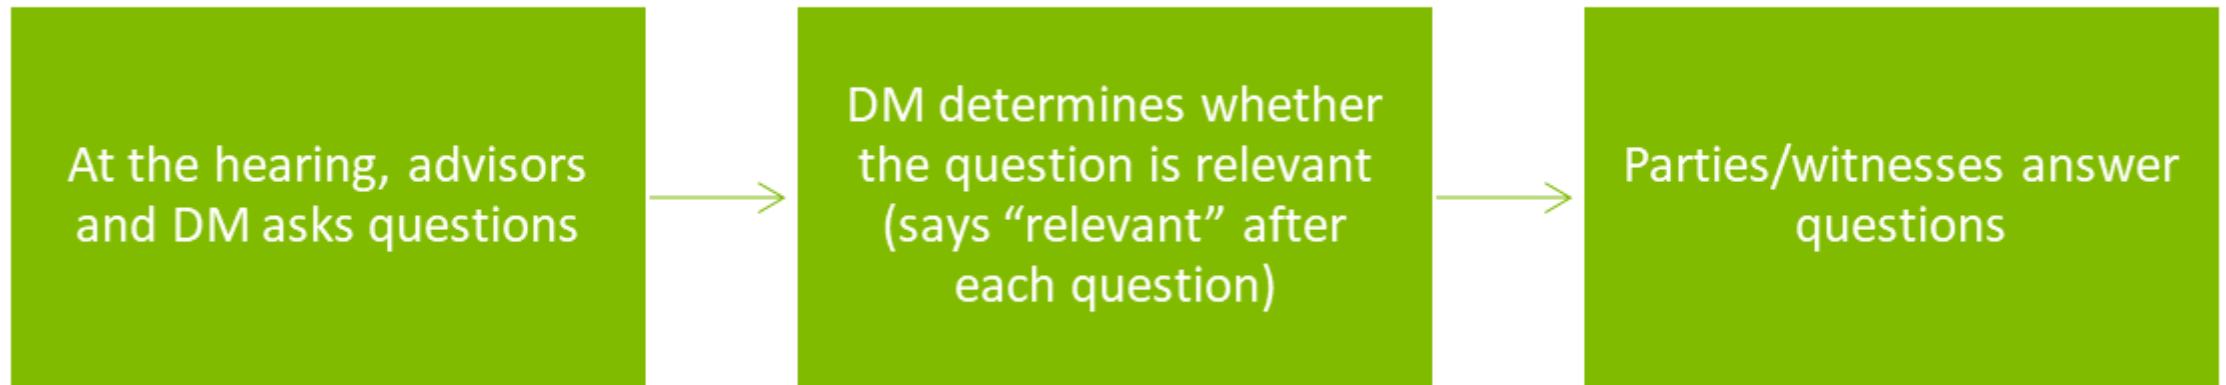 At the hearing, advisors
and DM asks questions
DM determines whether
the question is relevant
(says “relevant” after
each question)
Parties/witnesses answer
questions